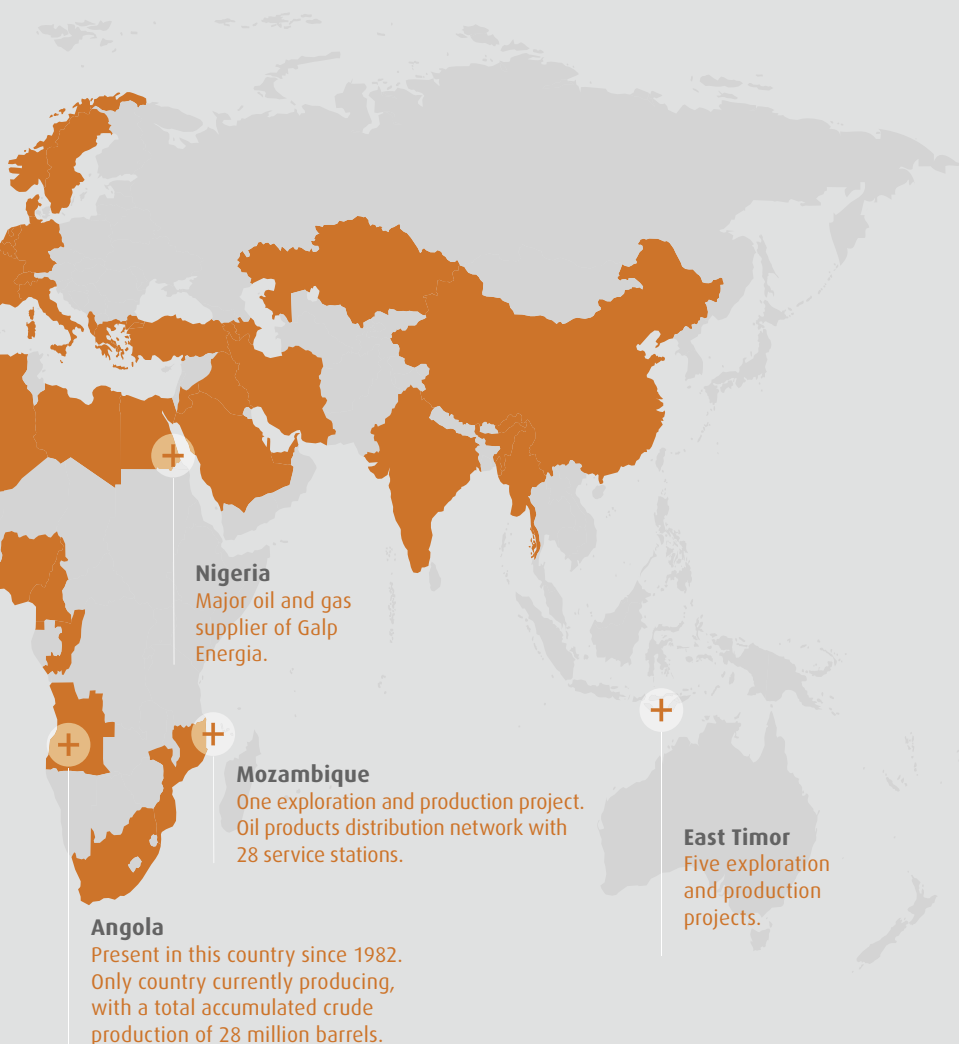 Nigeria
Major oil and gas
supplier of Galp
Energia.
Mozambique
One exploration and production project.
Oil products distribution network with
28 service stations.
East Timor
Five exploration
and production
projects.
Angola
Present in this country since 1982.
Only country currently producing,
with a total accumulated crude
production of 28 million barrels.